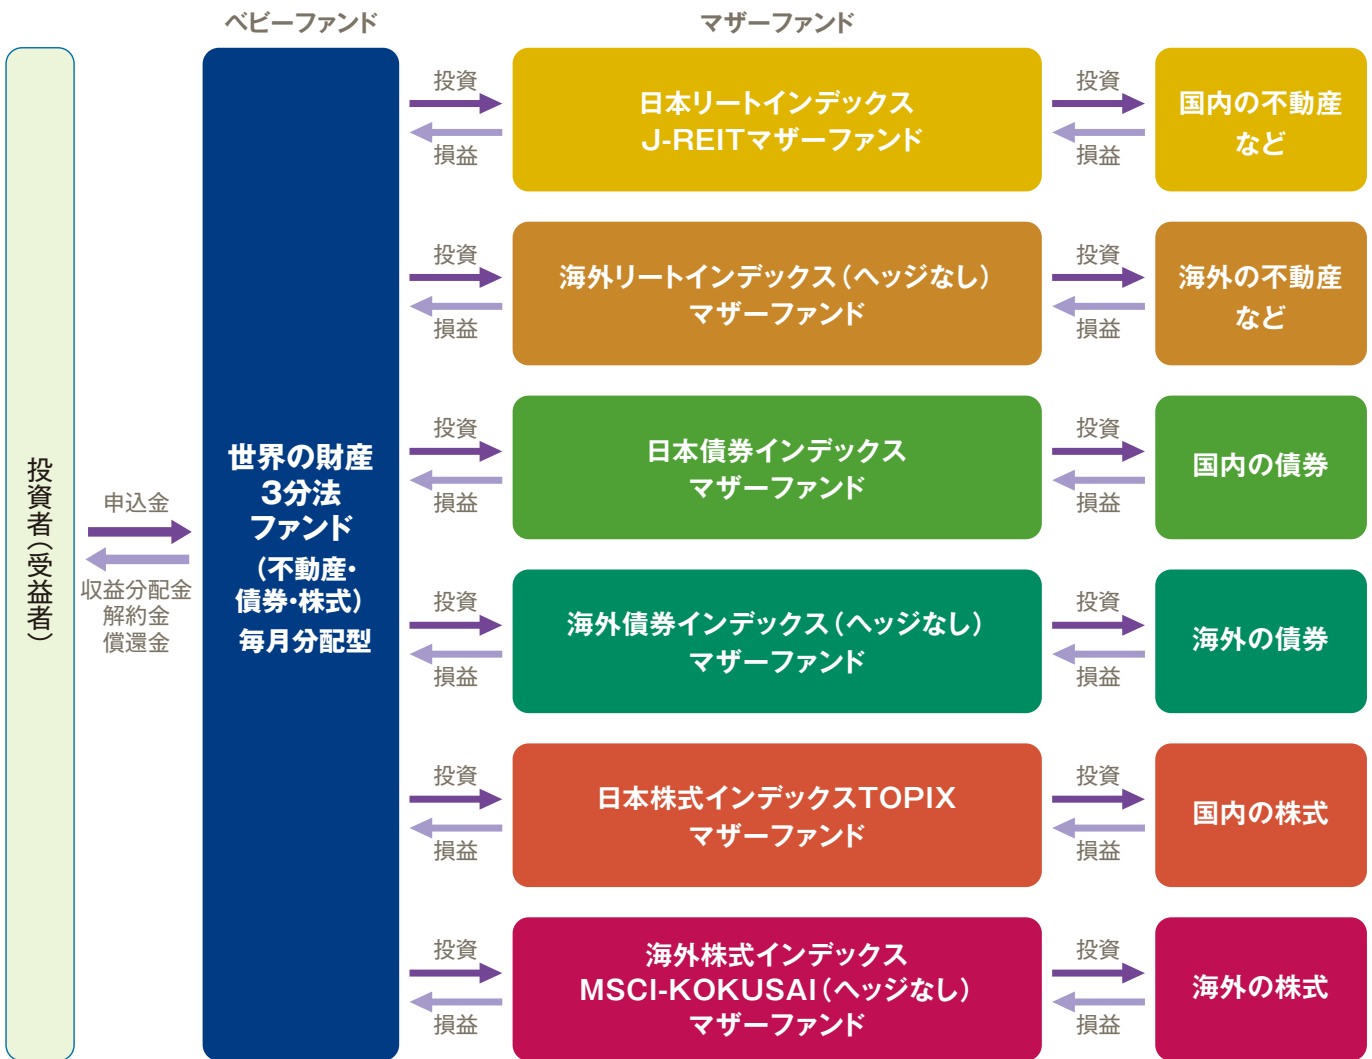 ベビーファンド
マザーファンド
投資者(受益者)
申込金
収益分配金
解約金
償還金
世界の財産
3分法
ファンド
(不動産・
債券・株式)
毎月分配型
投資
損益
日本リートインデックス
J-REITマザーファンド
投資
損益
国内の不動産
など
投資
損益
海外リートインデックス(ヘッジなし)
マザーファンド
投資
損益
海外の不動産
など
投資
損益
日本債券インデックス
マザーファンド
投資
損益
国内の債券
投資
損益
海外債券インデックス(ヘッジなし)
マザーファンド
投資
損益
海外の債券
投資
損益
日本株式インデックスTOPIX
マザーファンド
投資
損益
国内の株式
投資
損益
海外株式インデックス
MSCI-KOKUSAI(ヘッジなし)
マザーファンド
投資
損益
海外の株式